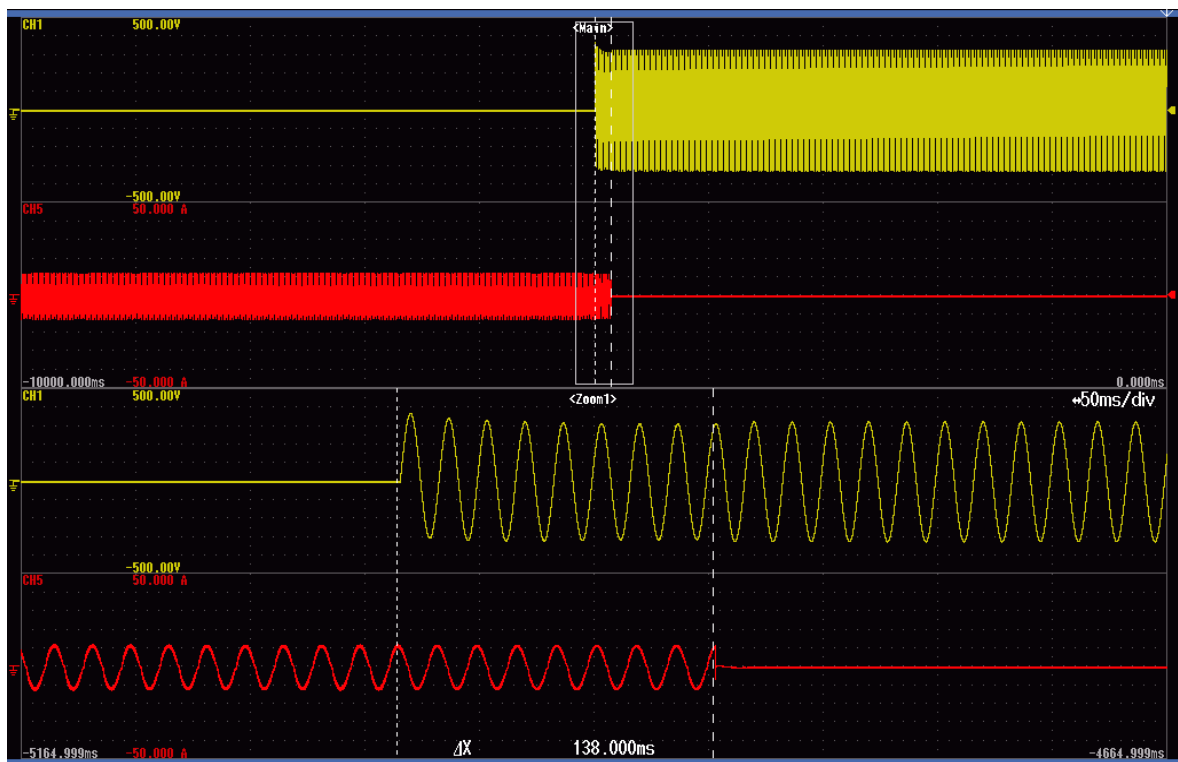 CH1 500.00V
<Main>
-500.00V
CH5 50.000 A
-10000.000ms -50.000 A 0.000ms
CH1 500.00V <Zoom1> ↔50ms/div
-500.00V
CH5 50.000 A
-5164.999ms -50.000 A ΔX 138.000ms -4664.999ms